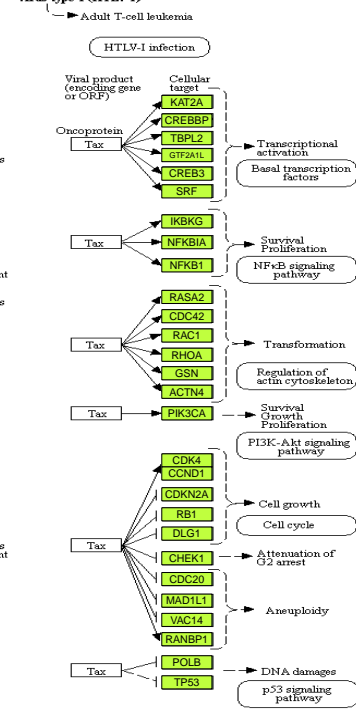 Adult T-cell leukemia
HTLV-I infection
Viral product
(encoding gene
or ORF)
Cellular
target
Oncoprotein
Tax
KAT2A
CREBBP
TBPL2
GTF2A1L
CREB3
SRF
Transcriptional
activation
Basal transcription
factors
Tax
IKBKG
NFKBIA
NFKB1
Survival
Proliferation
NFκB signaling
pathway
Tax
RASA2
CDC42
RAC1
RHOA
GSN
ACTN4
Transformation
Regulation of
actin cytoskeleton
Tax
PIK3CA
Survival
Growth
Proliferation
PI3K-Akt signaling
pathway
Tax
CDK4
CCND1
CDKN2A
RB1
DLG1
Cell growth
Cell cycle
CHEK1
Attenuation of
G2 arrest
CDC20
MAD1L1
VAC14
RANBP1
Aneuploidy
Tax
POLB
TP53
DNA damages
p53 signaling
pathway